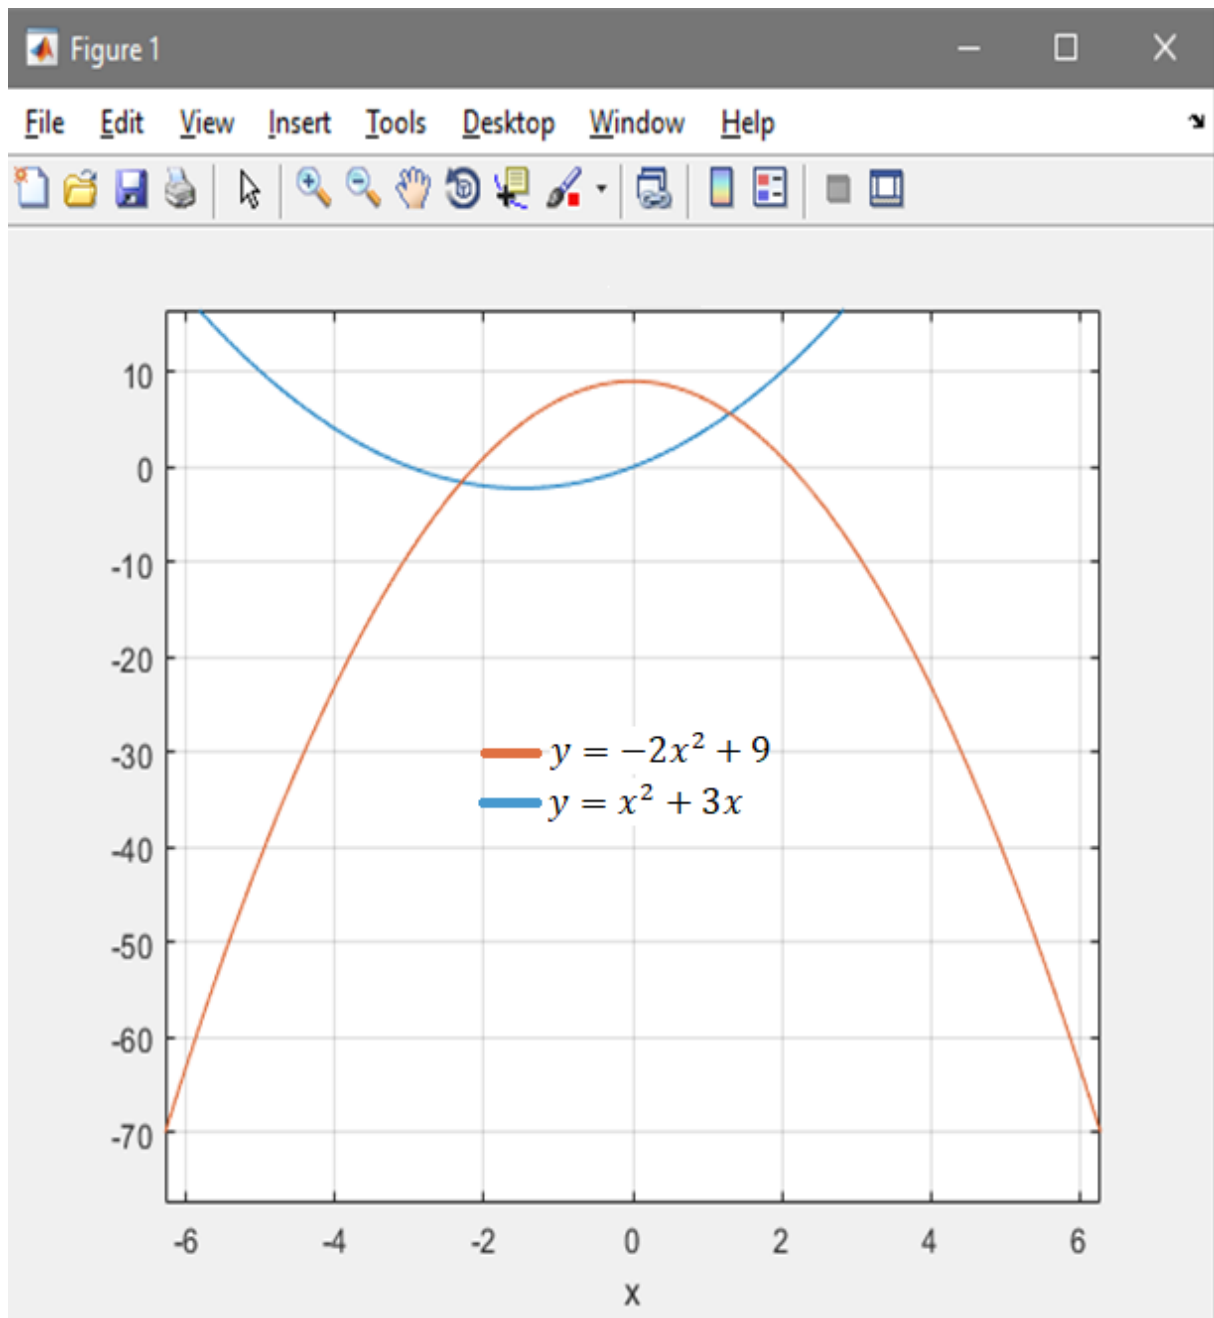 Figure 1
File Edit View Insert Tools Desktop Window Help
10
0
-10
-20
-30
-40
-50
-60
-70
y = −2x² + 9
y = x² + 3x
-6 -4 -2 0 2 4 6
x